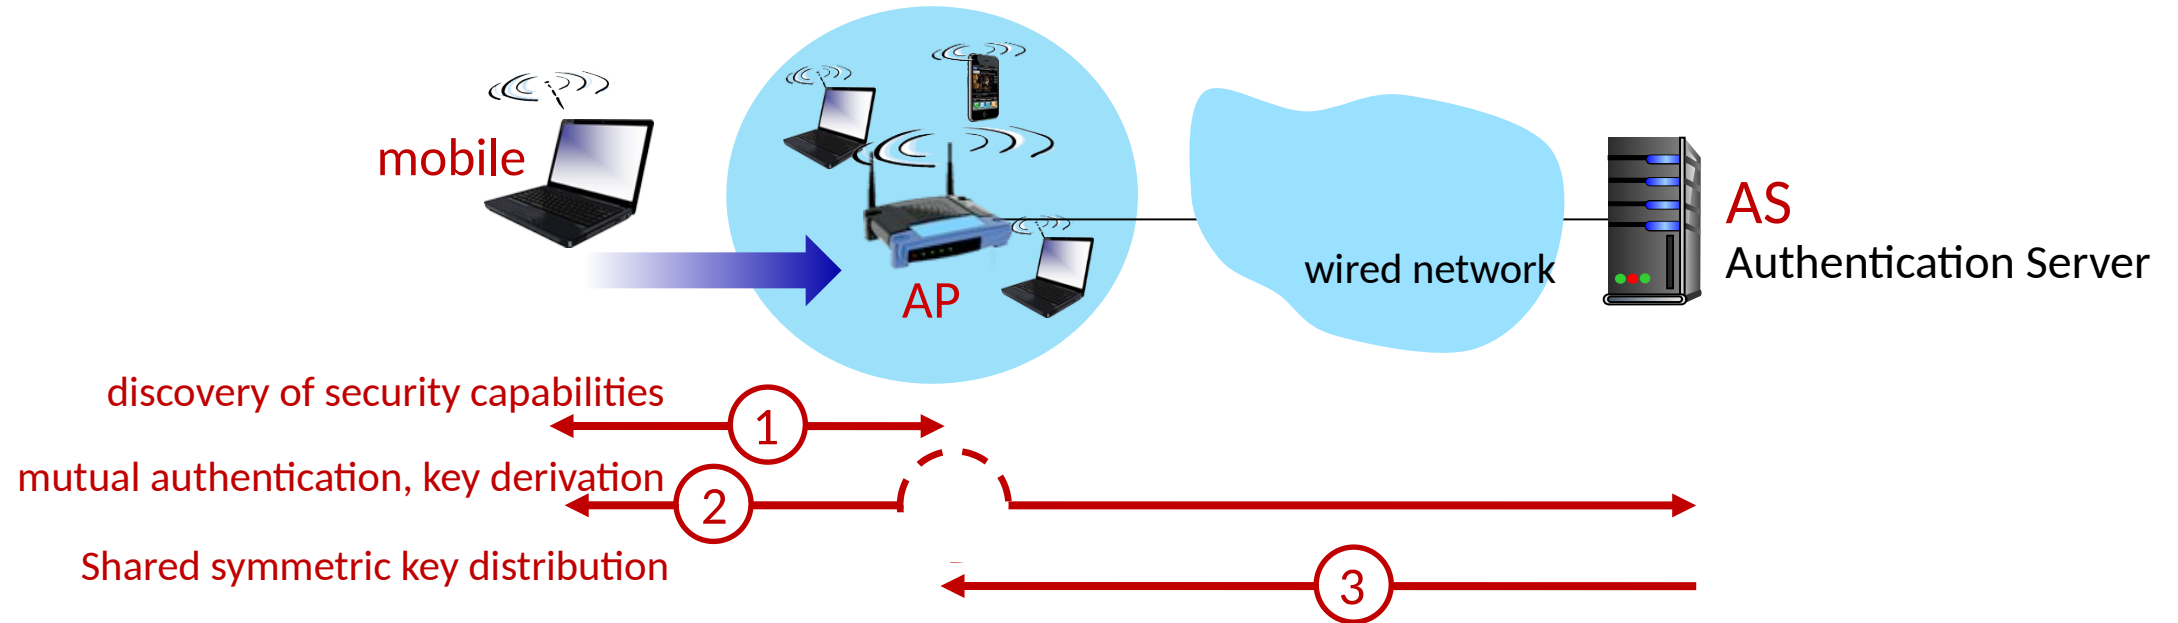 mobile
AP
wired network
AS
Authentication Server
discovery of security capabilities
1
mutual authentication, key derivation
2
Shared symmetric key distribution
3